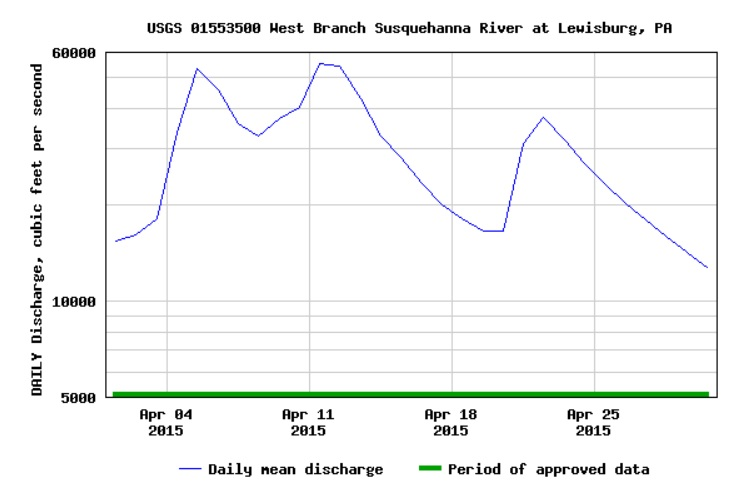 USGS 01553500 West Branch Susquehanna River at Lewisburg, PA
DAILY Discharge, cubic feet per second
60000
10000
5000
Apr 04 2015
Apr 11 2015
Apr 18 2015
Apr 25 2015
Daily mean discharge
Period of approved data